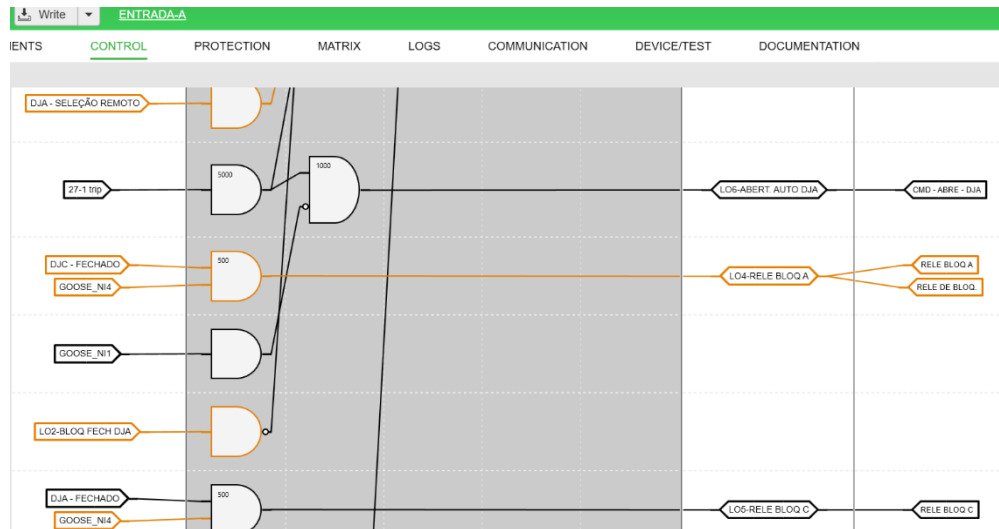 Write
ENTRADA-A
IENTS CONTROL PROTECTION MATRIX LOGS COMMUNICATION DEVICE/TEST DOCUMENTATION
DJA - SELEÇÃO REMOTO
5000
1000
27-1 trip
LO6-ABERT. AUTO DJA
CMD - ABRE - DJA
DJC - FECHADO
500
GOOSE_NI4
LO4-RELE BLOQ A
RELE BLOQ A
RELE DE BLOQ.
GOOSE_NI1
LO2-BLOQ FECH DJA
DJA - FECHADO
500
GOOSE_NI4
LO5-RELE BLOQ C
RELE BLOQ C